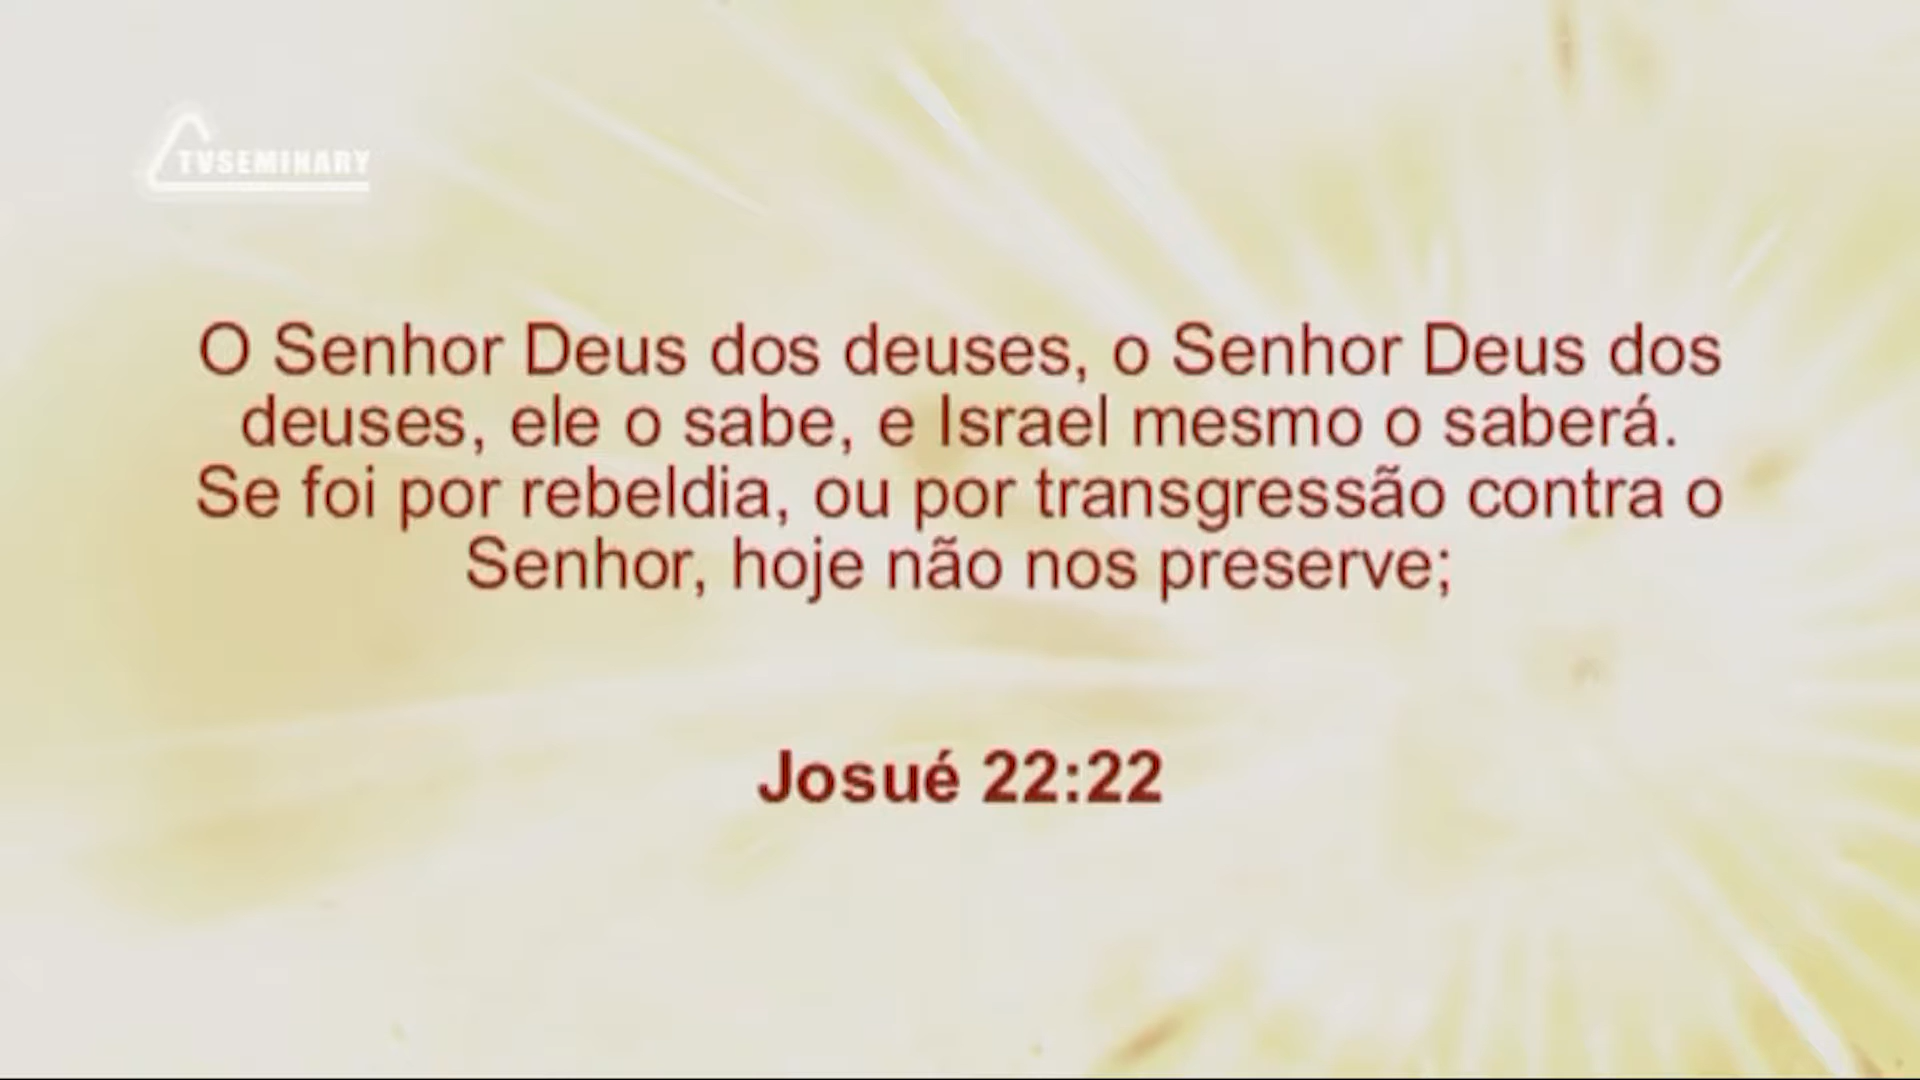 TVSEMINARY
O Senhor Deus dos deuses, o Senhor Deus dos
deuses, ele o sabe, e Israel mesmo o saberá.
Se foi por rebeldia, ou por transgressão contra o
Senhor, hoje não nos preserve;
Josué 22:22